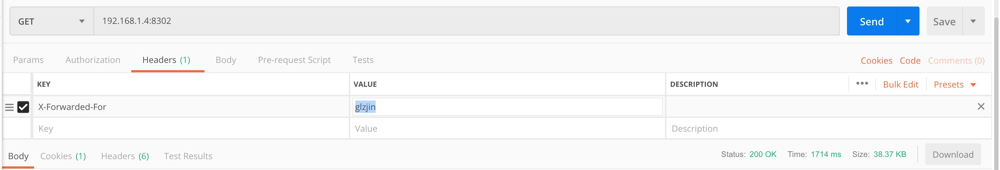 GET 192.168.1.4:8302 Send Save
Params Authorization Headers (1) Body Pre-request Script Tests Cookies Code Comments (0)
KEY VALUE DESCRIPTION ••• Bulk Edit Presets
X-Forwarded-For glzjin
Key Value Description
Body Cookies (1) Headers (6) Test Results Status: 200 OK Time: 1714 ms Size: 38.37 KB Download